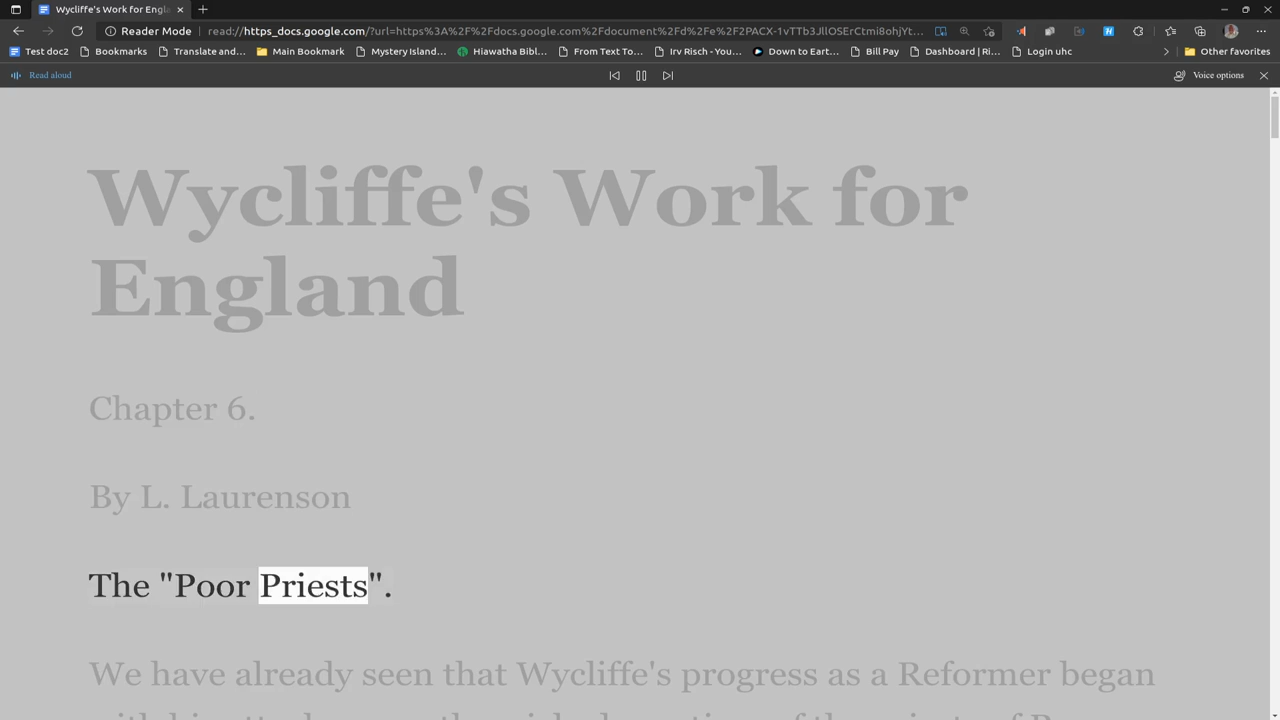 Wycliffe's Work for Engla
Reader Mode
read://https_docs.google.com/?url=https%3A%2F%2Fdocs.google.com%2Fdocument%2Fd%2Fe%2F2PACX-1vTTb3JllOSErCtmi8ohjYt...
Test doc2 Bookmarks Translate and... Main Bookmark Mystery Island... Hiawatha Bibl... From Text To... Irv Risch - You... Down to Eart... Bill Pay Dashboard | Ri... Login uhc Other favorites
Read aloud Voice options
Wycliffe's Work for
England
Chapter 6.
By L. Laurenson
The "Poor Priests".
We have already seen that Wycliffe's progress as a Reformer began